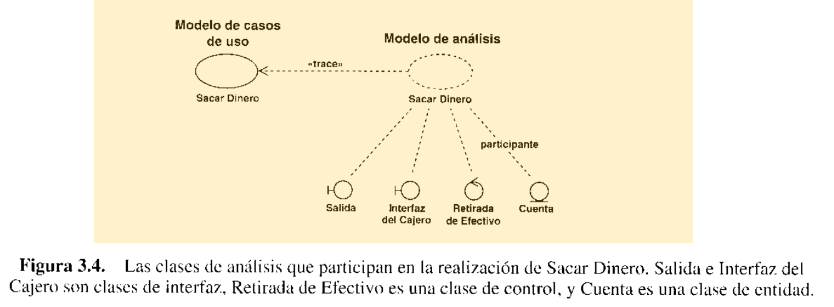 Modelo de casos
de uso
Modelo de análisis
«trace»
Sacar Dinero
Sacar Dinero
participante
Salida
Interfaz
del Cajero
Retirada
de Efectivo
Cuenta
Figura 3.4. Las clases de análisis que participan en la realización de Sacar Dinero. Salida e Interfaz del
Cajero son clases de interfaz, Retirada de Efectivo es una clase de control, y Cuenta es una clase de entidad.